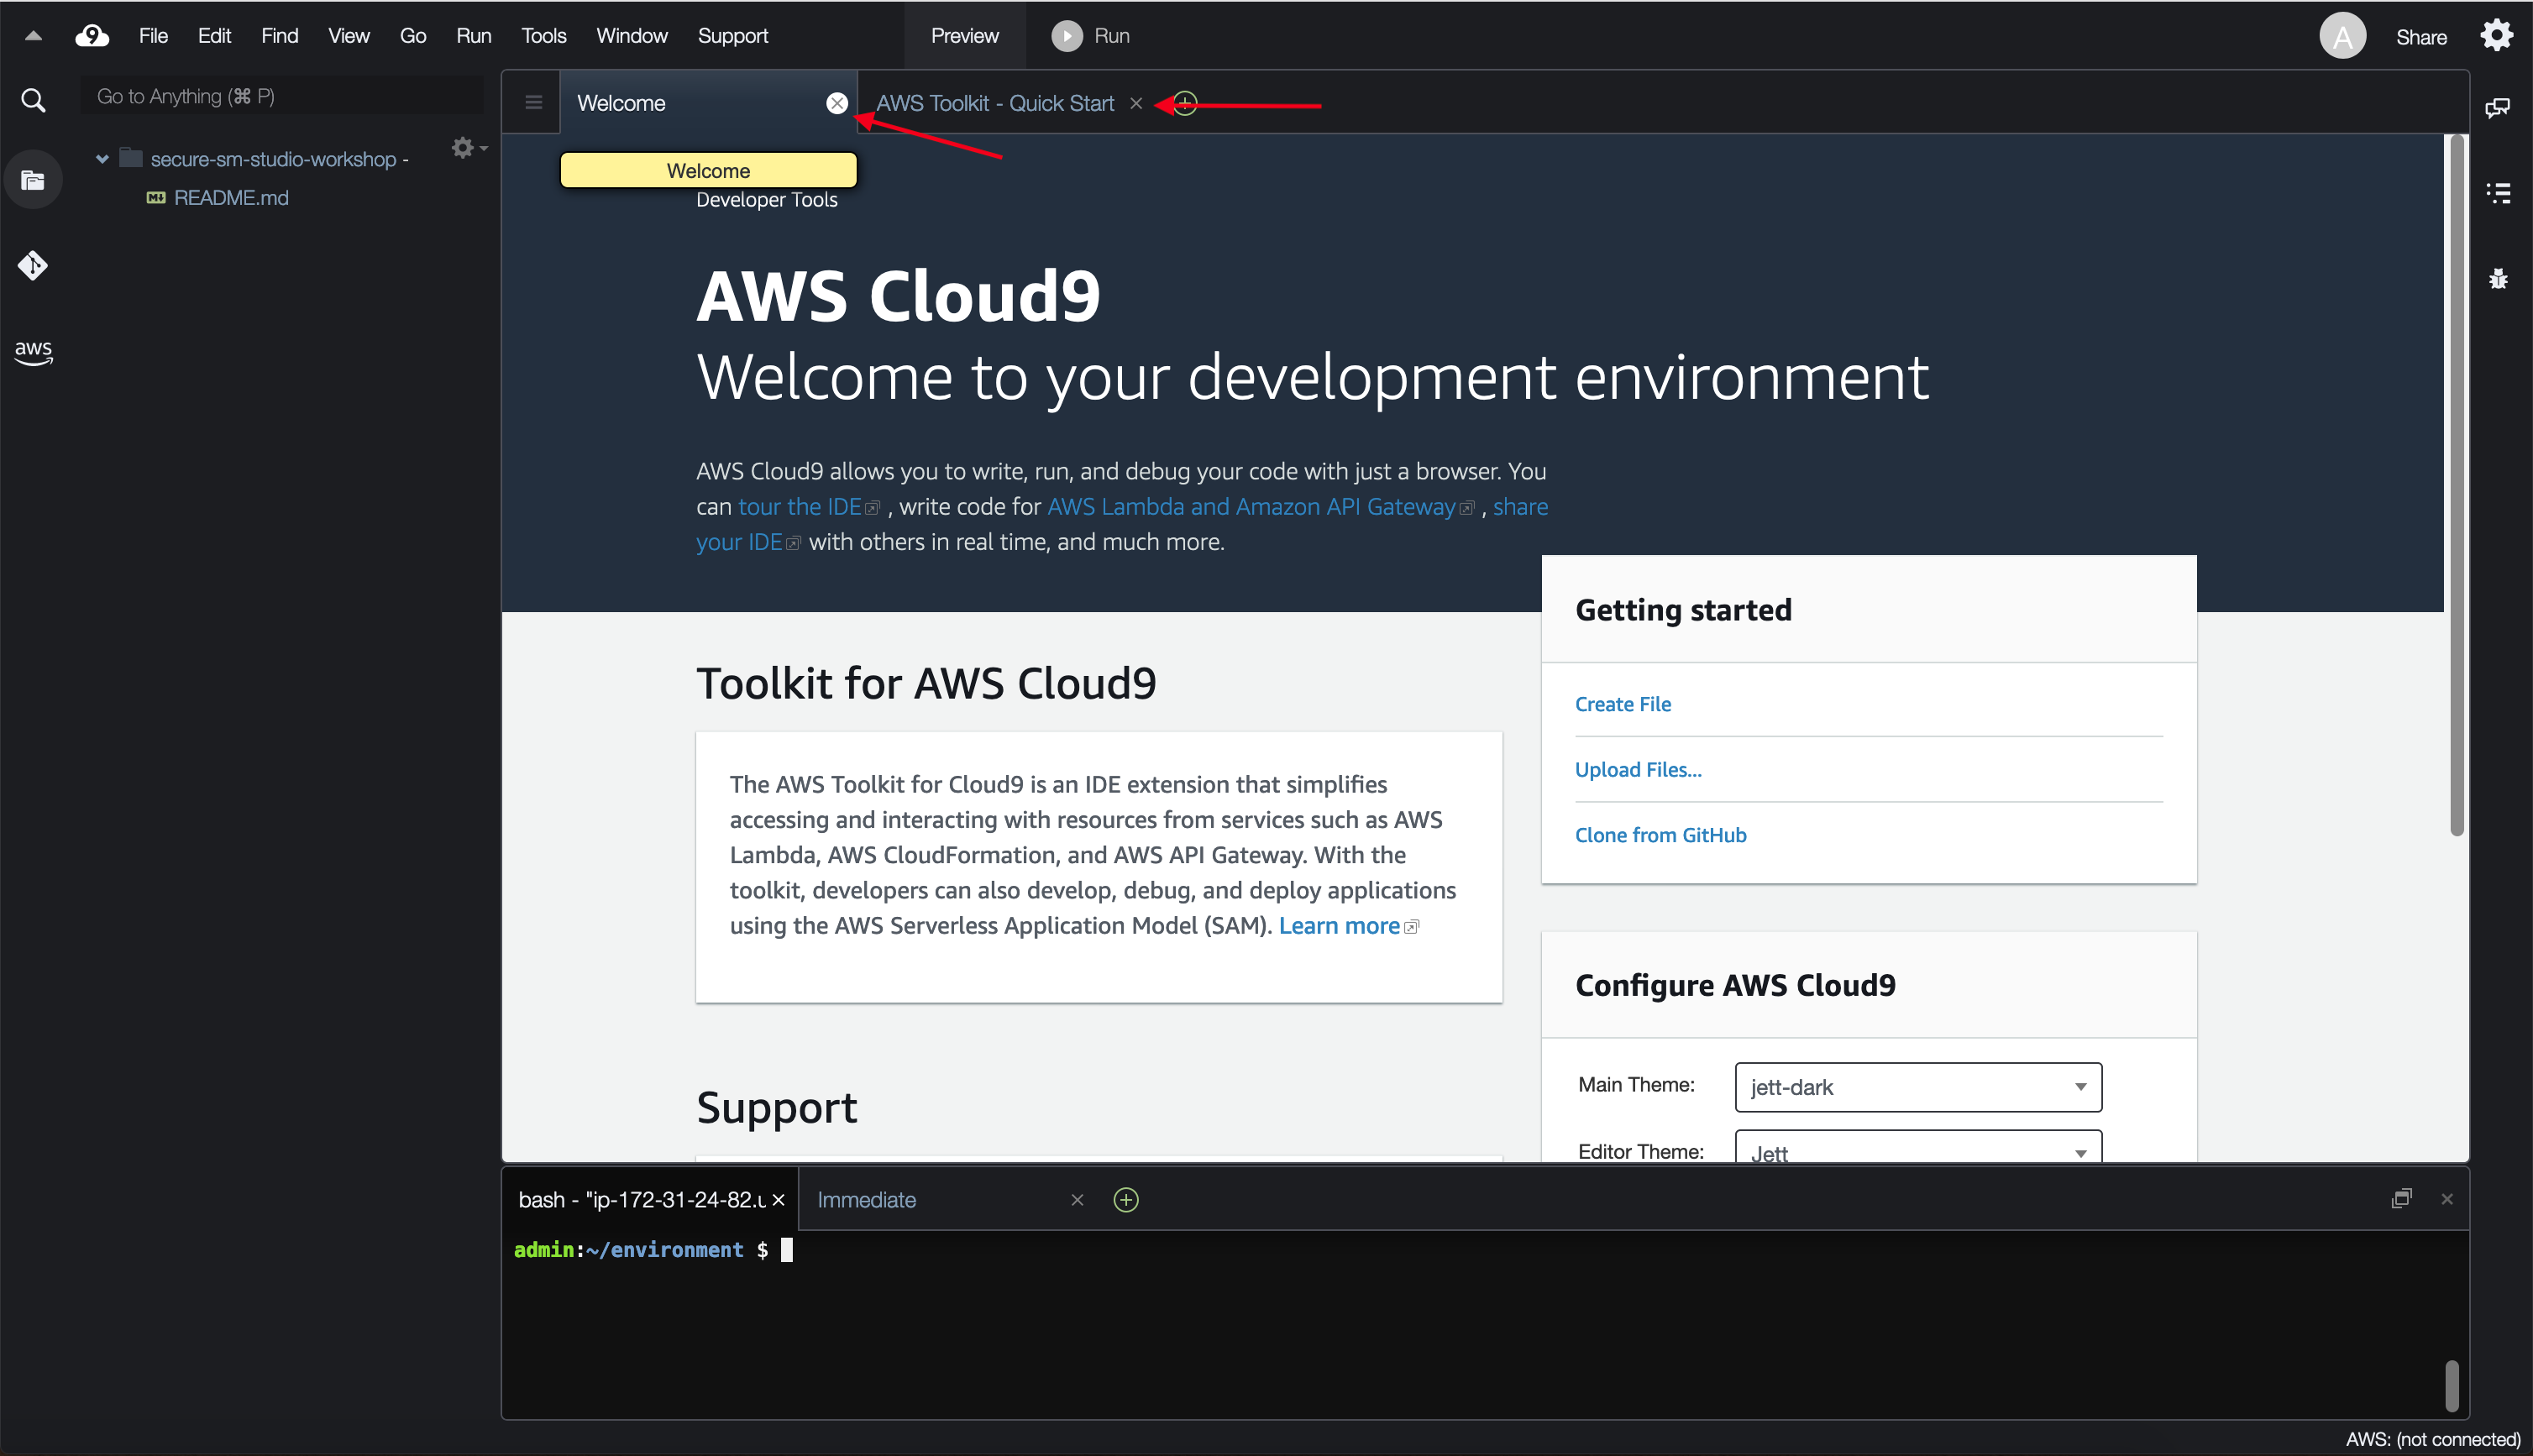 9 File Edit Find View Go Run Tools Window Support Preview Run A Share
Go to Anything (⌘ P)
secure-sm-studio-workshop -
README.md
aws
Welcome AWS Toolkit - Quick Start
Welcome
Developer Tools
AWS Cloud9
Welcome to your development environment
AWS Cloud9 allows you to write, run, and debug your code with just a browser. You
can tour the IDE , write code for AWS Lambda and Amazon API Gateway , share
your IDE with others in real time, and much more.
Toolkit for AWS Cloud9
The AWS Toolkit for Cloud9 is an IDE extension that simplifies
accessing and interacting with resources from services such as AWS
Lambda, AWS CloudFormation, and AWS API Gateway. With the
toolkit, developers can also develop, debug, and deploy applications
using the AWS Serverless Application Model (SAM). Learn more
Support
Getting started
Create File
Upload Files...
Clone from GitHub
Configure AWS Cloud9
Main Theme: jett-dark
Editor Theme: Jett
bash - "ip-172-31-24-82.u Immediate
admin:~/environment $
AWS: (not connected)